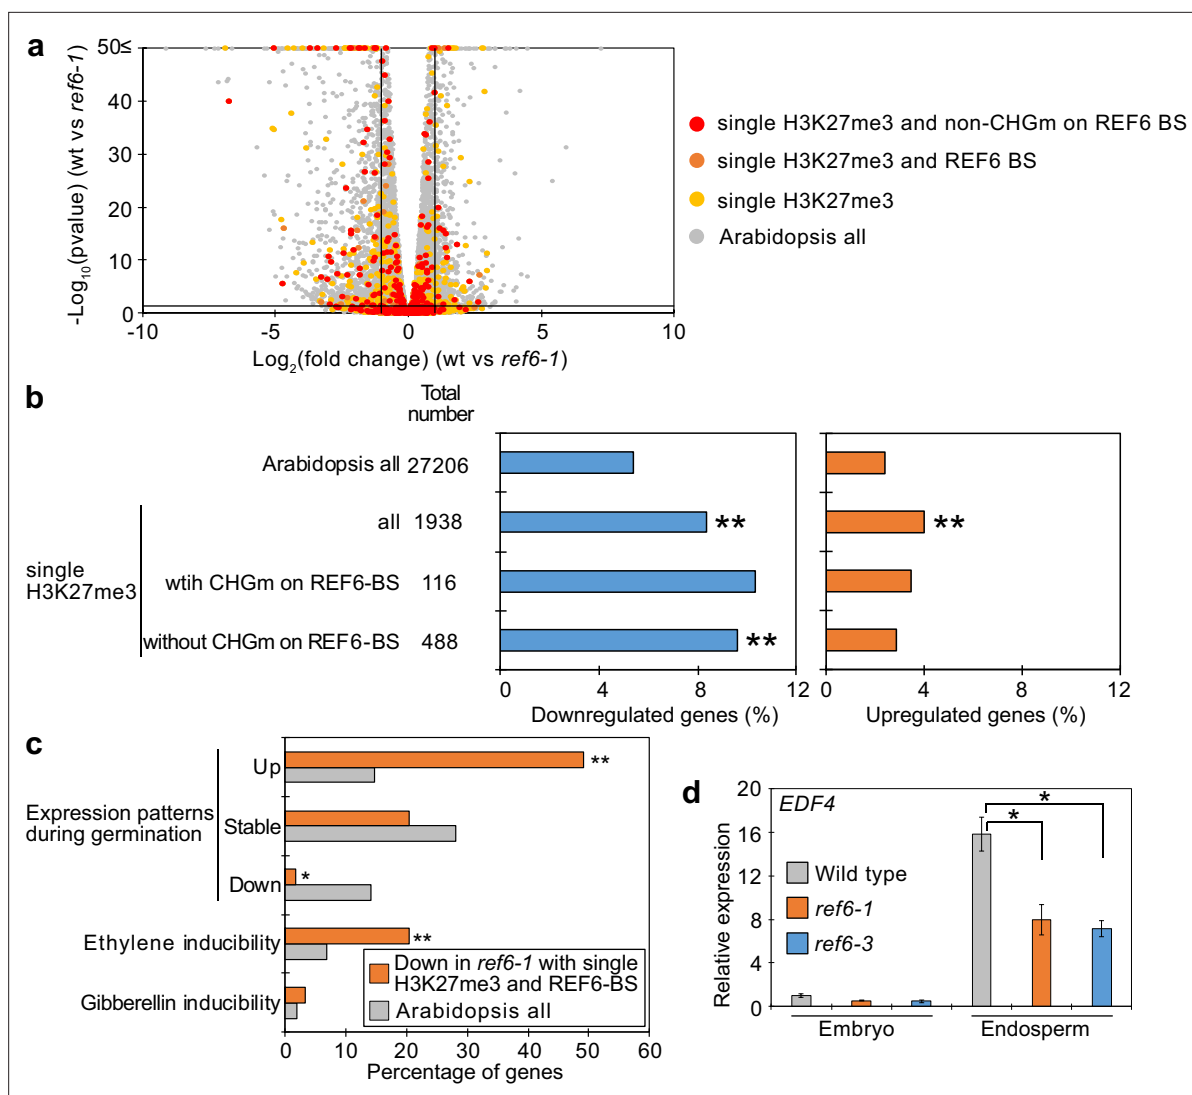 a
50≤
40
30
20
10
0
-10
-5
0
5
10
-Log10(pvalue) (wt vs ref6-1)
Log2(fold change) (wt vs ref6-1)
single H3K27me3 and non-CHGm on REF6 BS
single H3K27me3 and REF6 BS
single H3K27me3
Arabidopsis all
b
Total
number
Arabidopsis all 27206
all 1938
single
H3K27me3
wtih CHGm on REF6-BS 116
without CHGm on REF6-BS 488
**
**
0 4 8 12
Downregulated genes (%)
**
0 4 8 12
Upregulated genes (%)
c
Expression patterns
during germination
Up
Stable
Down
Ethylene inducibility
Gibberellin inducibility
**
*
**
Down in ref6-1 with single
H3K27me3 and REF6-BS
Arabidopsis all
0 10 20 30 40 50 60
Percentage of genes
d
EDF4
Relative expression
20
16
12
8
4
0
Wild type
ref6-1
ref6-3
*
*
Embryo
Endosperm